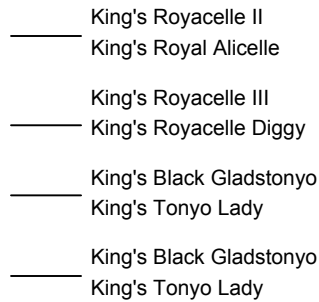 King's Royacelle II
King's Royal Alicelle
King's Royacelle III
King's Royacelle Diggy
King's Black Gladstonyo
King's Tonyo Lady
King's Black Gladstonyo
King's Tonyo Lady